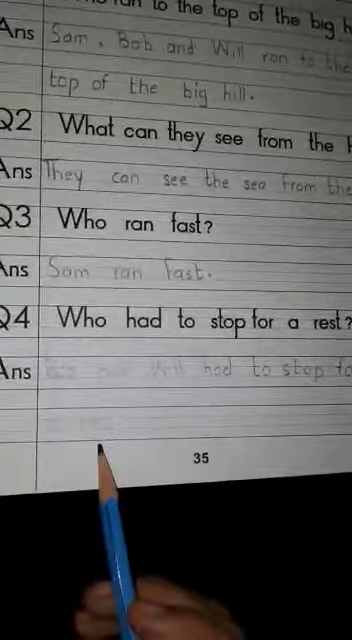 ran to the top of the big h
Ans Sam, Bob and Will ran to the
top of the big hill.
Q2 What can they see from the
Ans They can see the sea from the
Q3 Who ran fast?
Ans Sam ran fast.
Q4 Who had to stop for a rest?
Ans Will had to stop fo
35